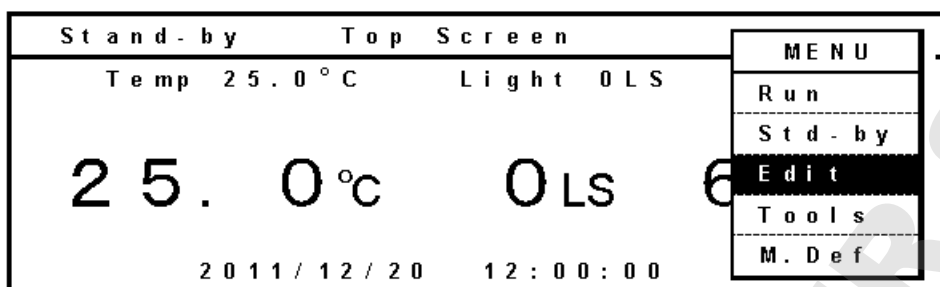 Stand-by Top Screen
Temp 25.0°C Light 0LS
25.0℃ 0LS 6
2011/12/20 12:00:00
MENU
Run
Std-by
Edit
Tools
M.Def